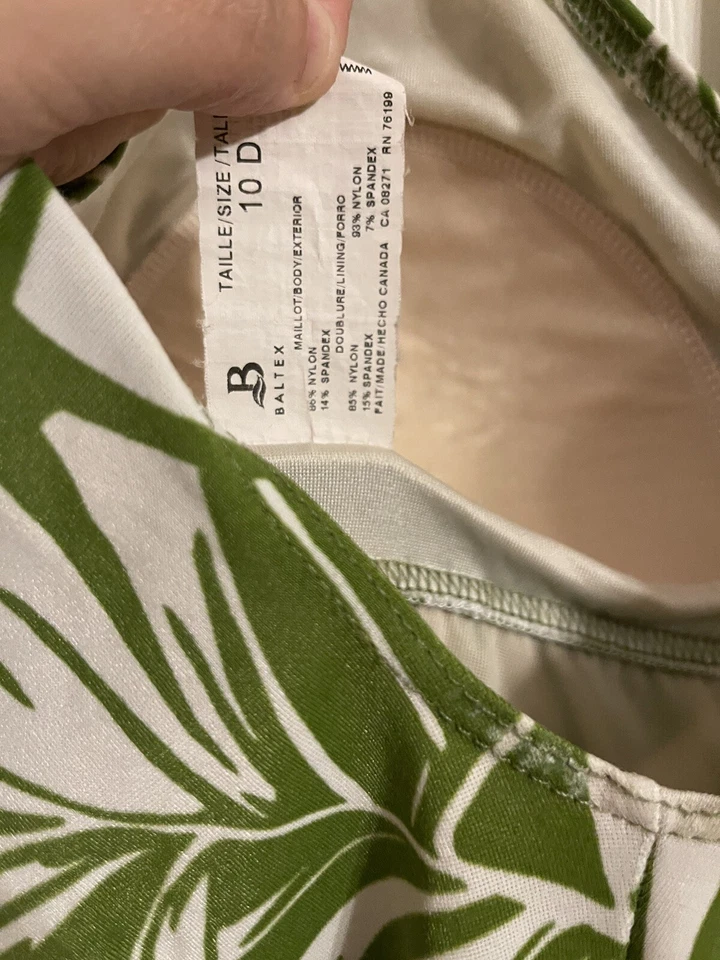 TAILLE/SIZE/TALL
10 D
B
BALTEX
MAILLOT/BODY/EXTERIOR
86% NYLON
14% SPANDEX
DOUBLURE/LINING/FORRO
85% NYLON 93% NYLON
15% SPANDEX 7% SPANDEX
FAIT/MADE/HECHO CANADA CA 08271 RN 76199